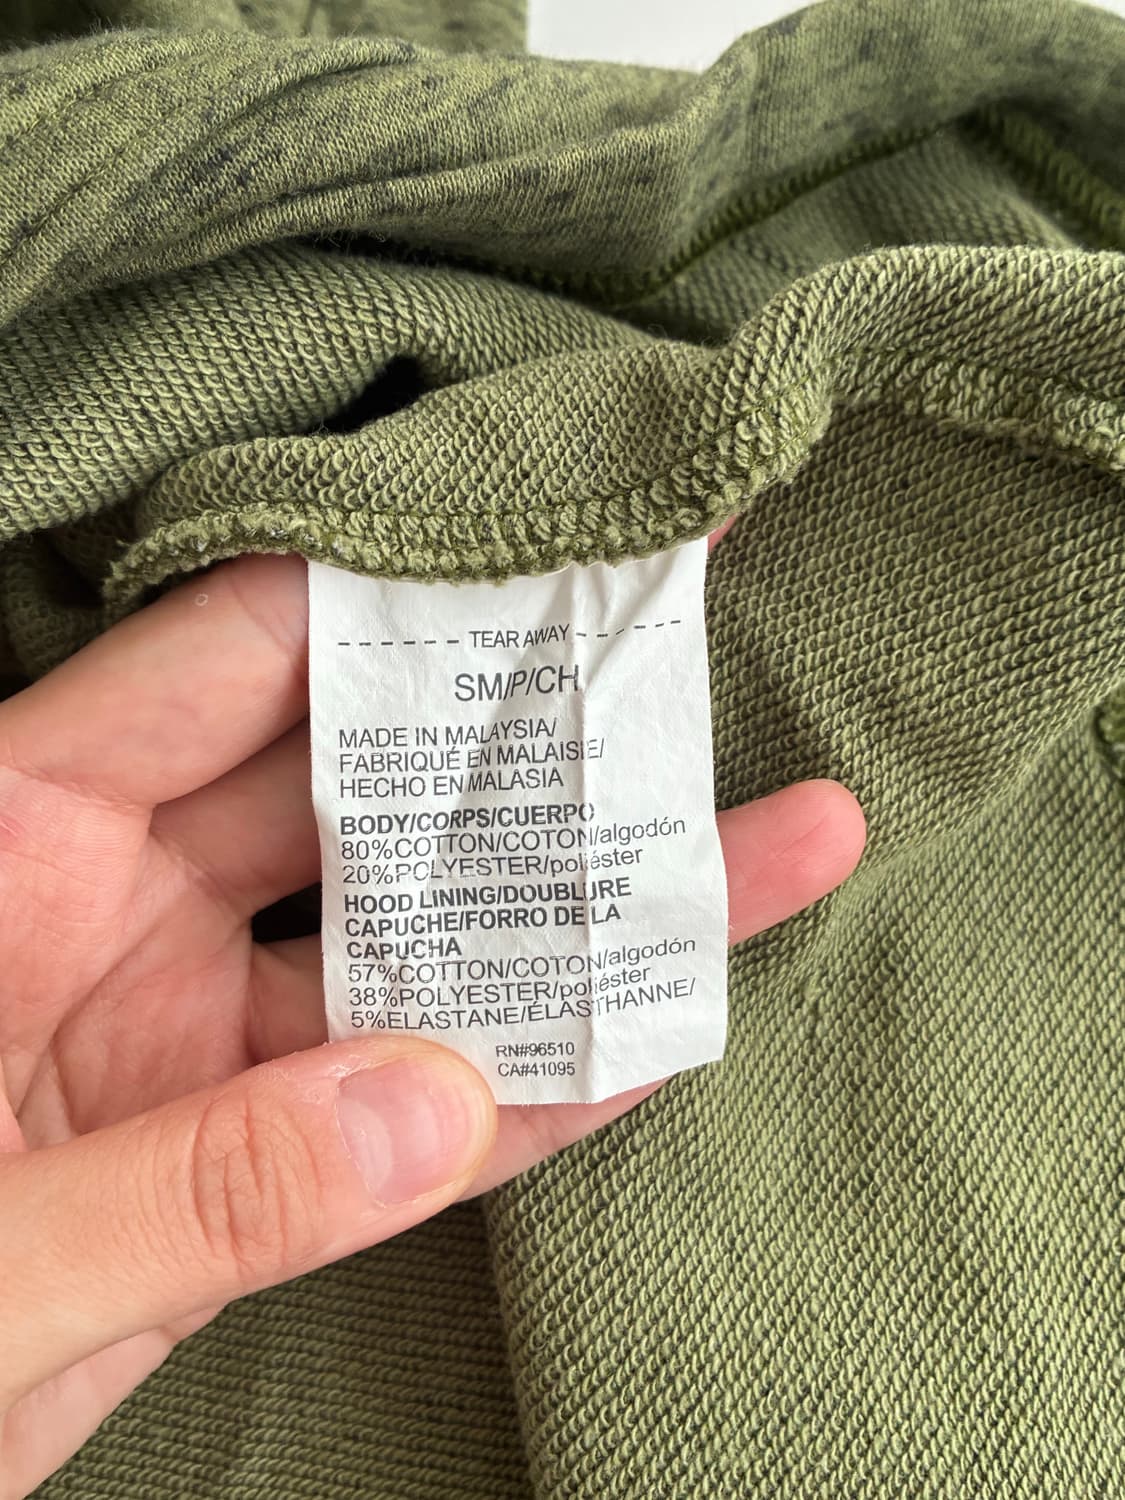 ------ TEAR AWAY ------
SM/P/CH
MADE IN MALAYSIA/
FABRIQUÉ EN MALAISIE/
HECHO EN MALASIA
BODY/CORPS/CUERPO
80%COTTON/COTON/algodón
20%POLYESTER/poliéster
HOOD LINING/DOUBLURE
CAPUCHE/FORRO DE LA
CAPUCHA
57%COTTON/COTON/algodón
38%POLYESTER/poliéster
5%ELASTANE/ÉLASTHANNE/
RN#96510
CA#41095